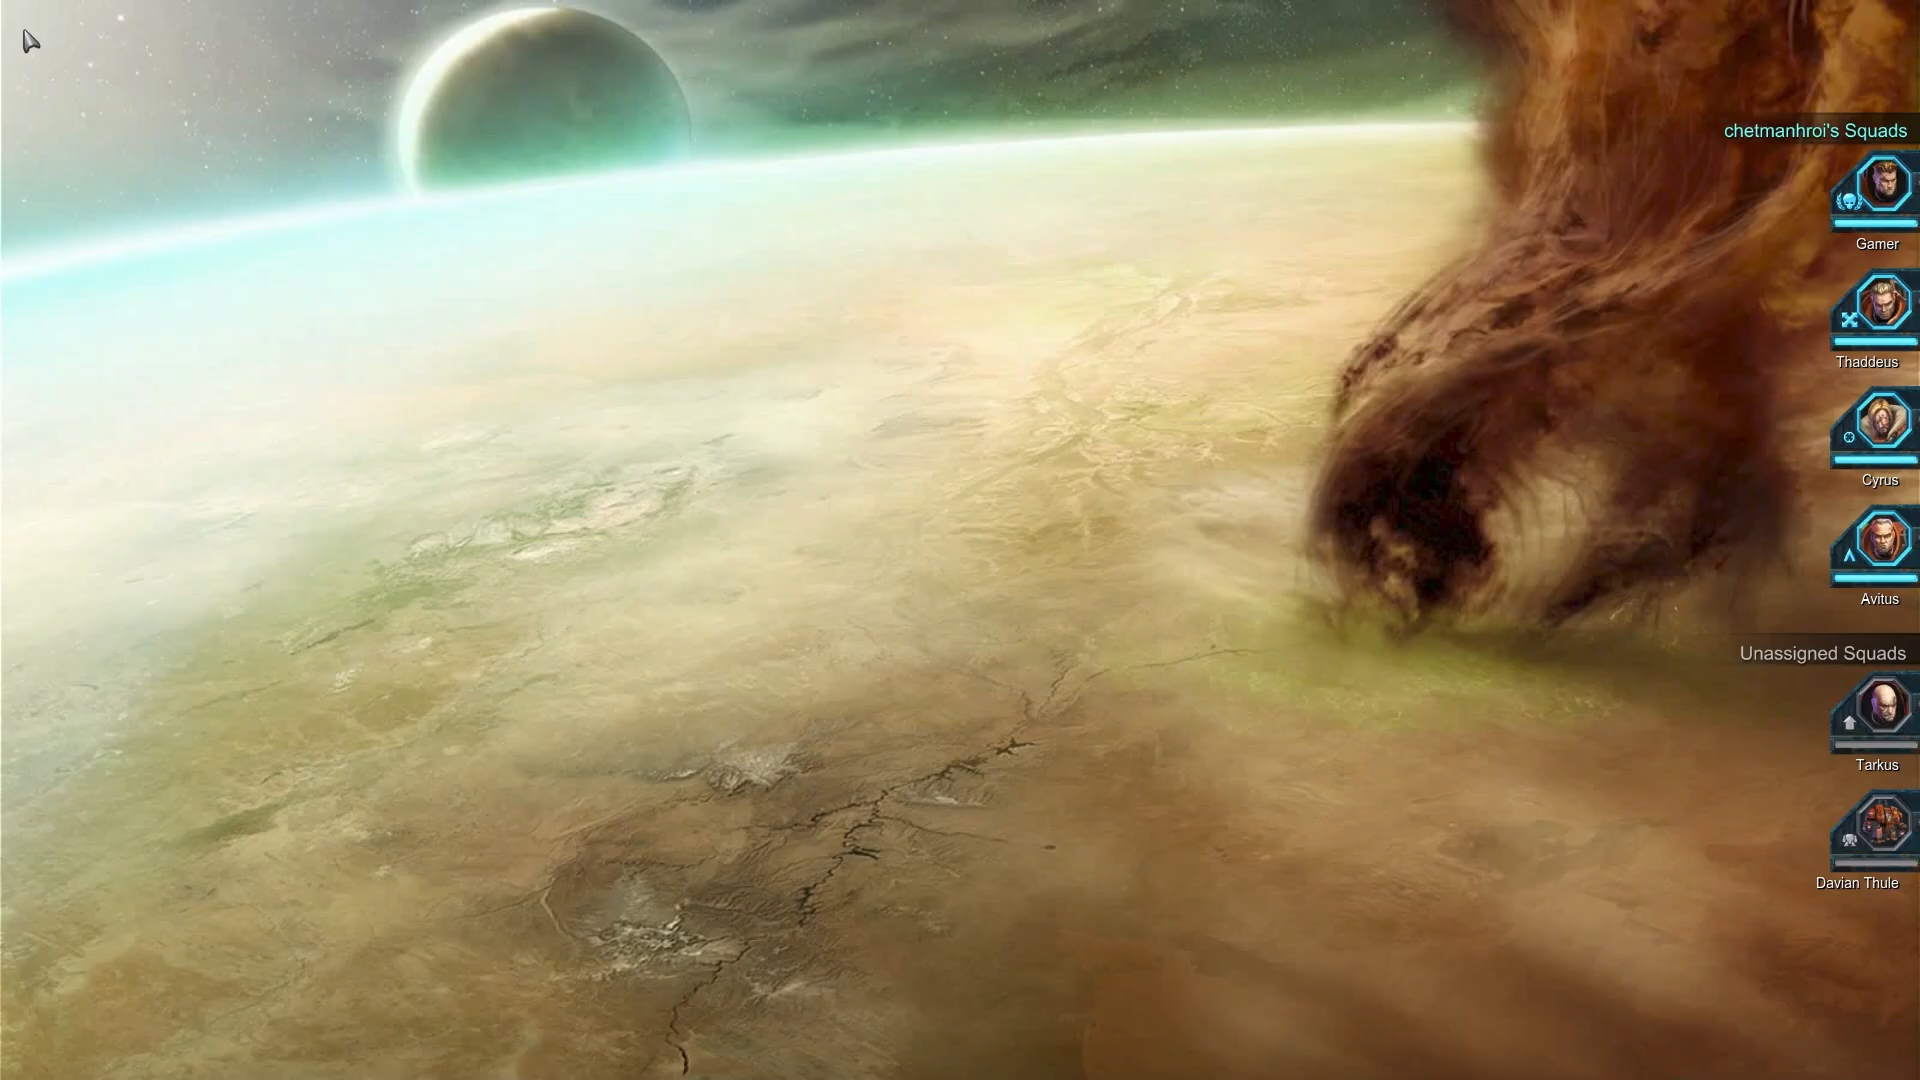 chetmanhroi's Squads
Gamer
Thaddeus
Cyrus
Avitus
Unassigned Squads
Tarkus
Davian Thule